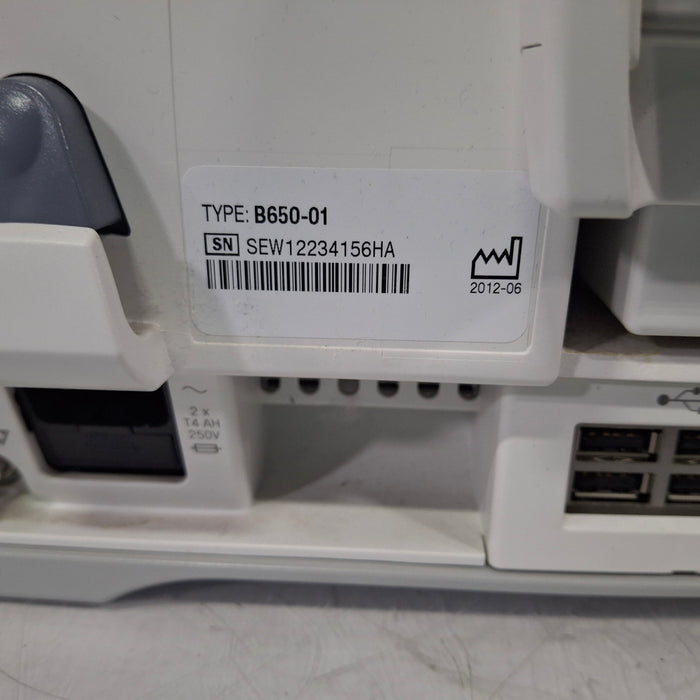 TYPE: B650-01
SN SEW12234156HA
2012-06
2 x
T4 AH
250V